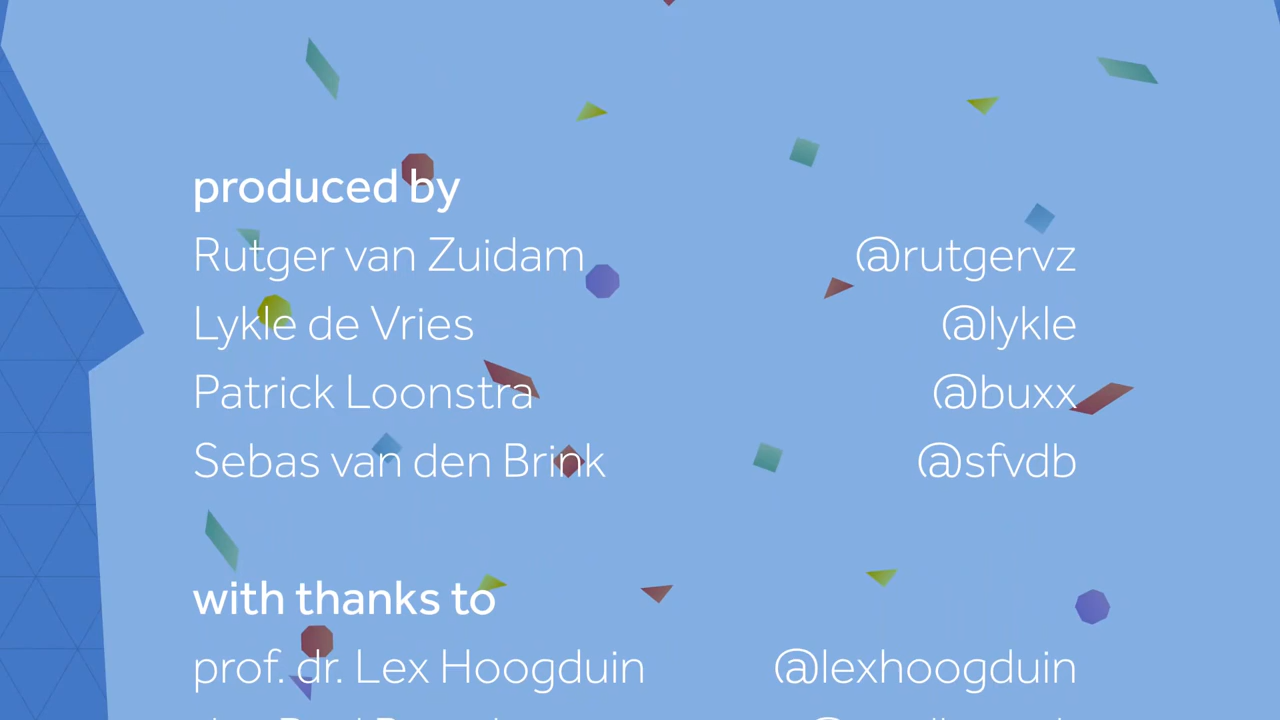 produced by
Rutger van Zuidam @rutgervz
Lykle de Vries @lykle
Patrick Loonstra @buxx
Sebas van den Brink @sfvdb
with thanks to
prof. dr. Lex Hoogduin @lexhoogduin